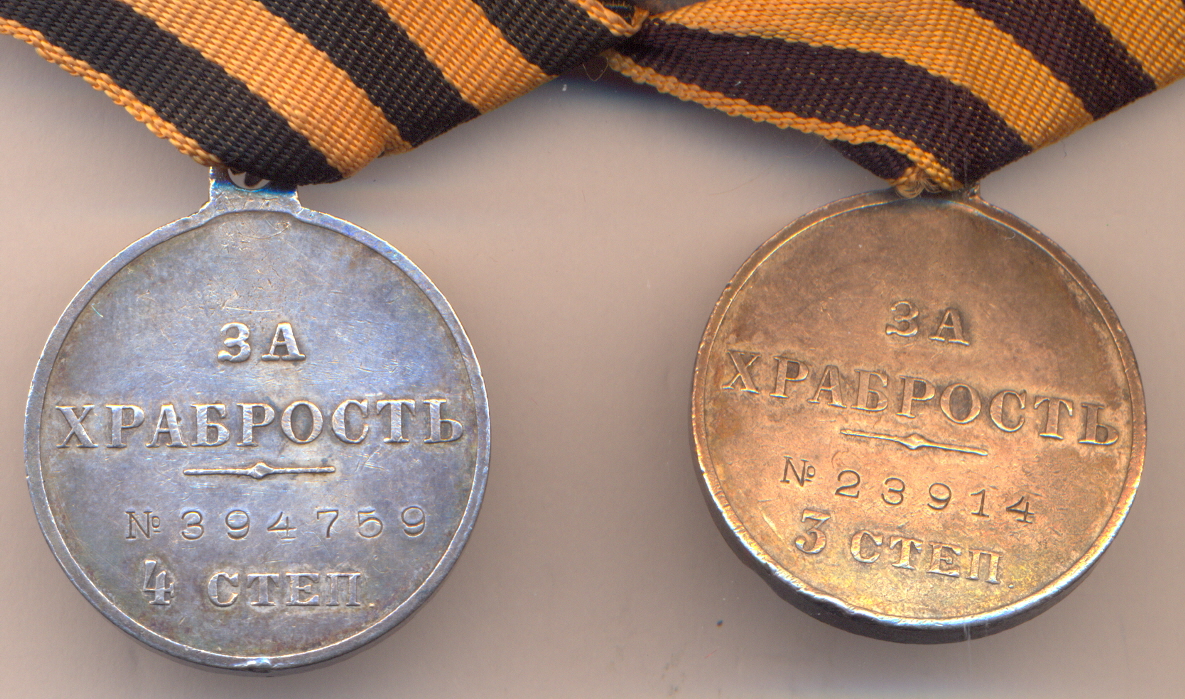 ЗА
ХРАБРОСТЬ
№ 394759
4 СТЕП.
ЗА
ХРАБРОСТЬ
№ 23914
3 СТЕП.